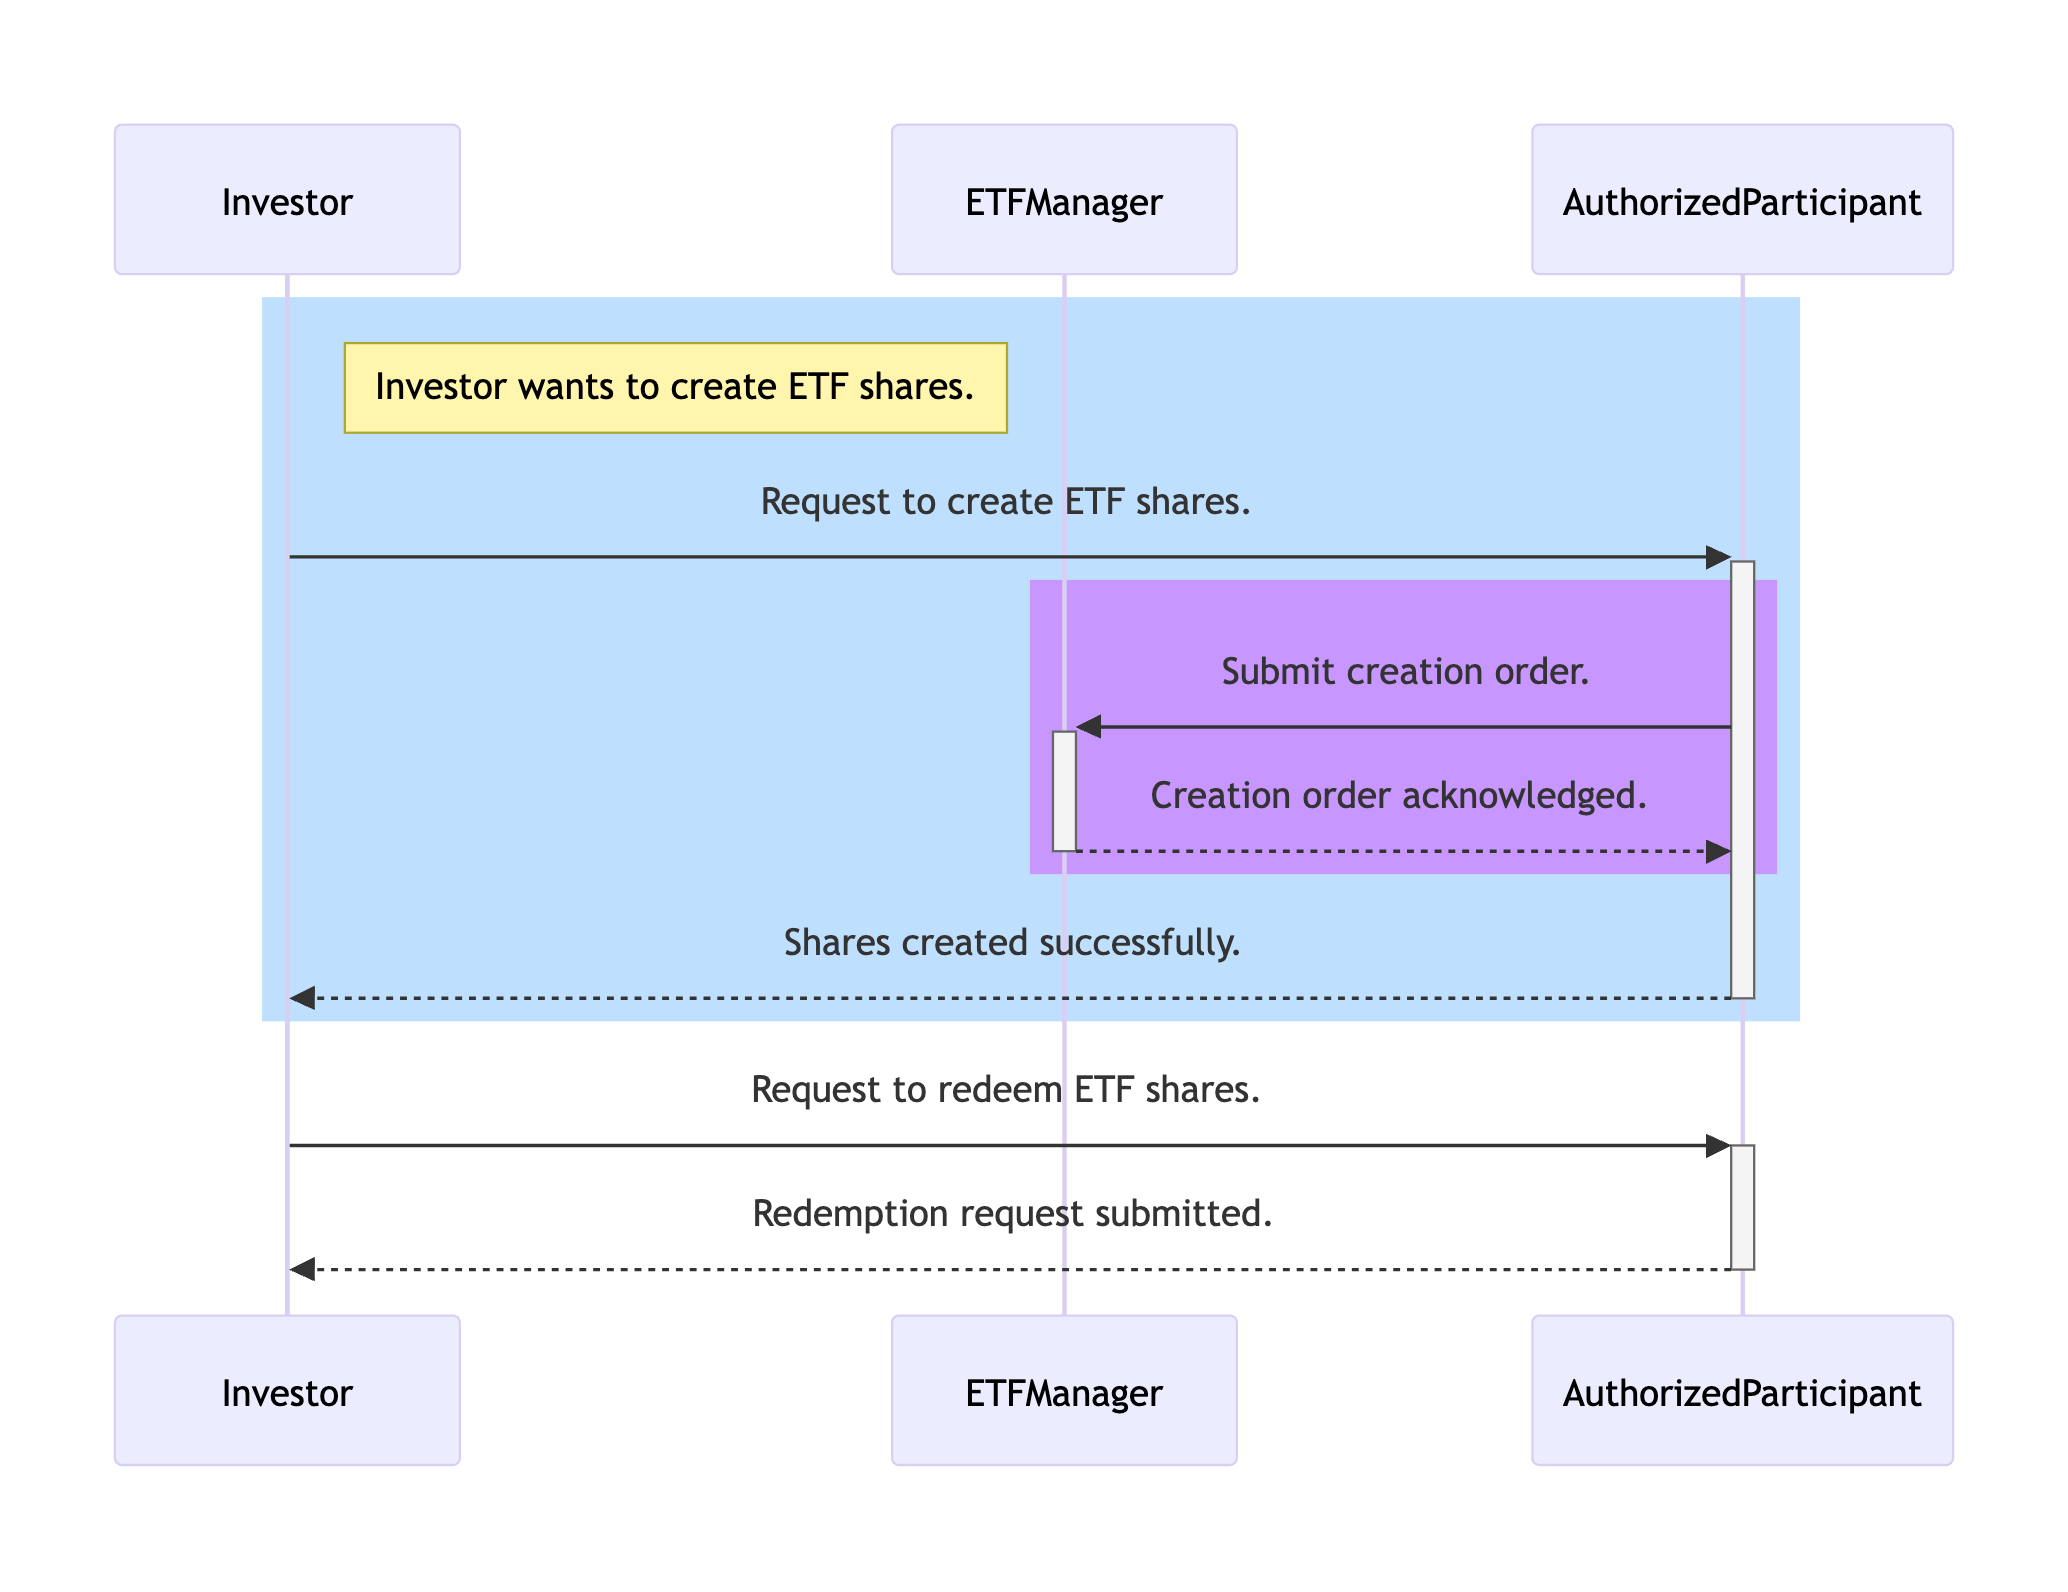 Investor
ETFManager
AuthorizedParticipant
Investor wants to create ETF shares.
Request to create ETF shares.
Submit creation order.
Creation order acknowledged.
Shares created successfully.
Request to redeem ETF shares.
Redemption request submitted.
Investor
ETFManager
AuthorizedParticipant